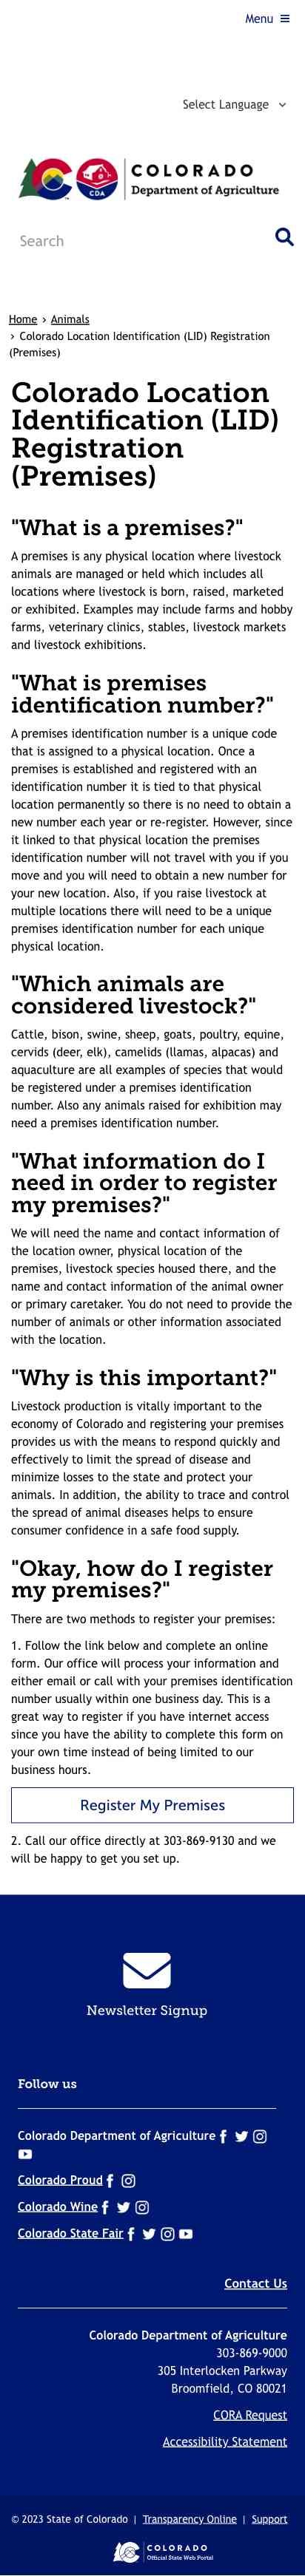 Menu
Select Language
COLORADO
Department of Agriculture
CDA
Search
Home › Animals
› Colorado Location Identification (LID) Registration
(Premises)
Colorado Location
Identification (LID)
Registration
(Premises)
"What is a premises?"
A premises is any physical location where livestock
animals are managed or held which includes all
locations where livestock is born, raised, marketed
or exhibited. Examples may include farms and hobby
farms, veterinary clinics, stables, livestock markets
and livestock exhibitions.
"What is premises
identification number?"
A premises identification number is a unique code
that is assigned to a physical location. Once a
premises is established and registered with an
identification number it is tied to that physical
location permanently so there is no need to obtain a
new number each year or re-register. However, since
it linked to that physical location the premises
identification number will not travel with you if you
move and you will need to obtain a new number for
your new location. Also, if you raise livestock at
multiple locations there will need to be a unique
premises identification number for each unique
physical location.
"Which animals are
considered livestock?"
Cattle, bison, swine, sheep, goats, poultry, equine,
cervids (deer, elk), camelids (llamas, alpacas) and
aquaculture are all examples of species that would
be registered under a premises identification
number. Also any animals raised for exhibition may
need a premises identification number.
"What information do I
need in order to register
my premises?"
We will need the name and contact information of
the location owner, physical location of the
premises, livestock species housed there, and the
name and contact information of the animal owner
or primary caretaker. You do not need to provide the
number of animals or other information associated
with the location.
"Why is this important?"
Livestock production is vitally important to the
economy of Colorado and registering your premises
provides us with the means to respond quickly and
effectively to limit the spread of disease and
minimize losses to the state and protect your
animals. In addition, the ability to trace and control
the spread of animal diseases helps to ensure
consumer confidence in a safe food supply.
"Okay, how do I register
my premises?"
There are two methods to register your premises:
1. Follow the link below and complete an online
form. Our office will process your information and
either email or call with your premises identification
number usually within one business day. This is a
great way to register if you have internet access
since you have the ability to complete this form on
your own time instead of being limited to our
business hours.
Register My Premises
2. Call our office directly at 303-869-9130 and we
will be happy to get you set up.
Newsletter Signup
Follow us
Colorado Department of Agriculture
Colorado Proud
Colorado Wine
Colorado State Fair
Contact Us
Colorado Department of Agriculture
303-869-9000
305 Interlocken Parkway
Broomfield, CO 80021
CORA Request
Accessibility Statement
© 2023 State of Colorado | Transparency Online | Support
COLORADO
Official State Web Portal